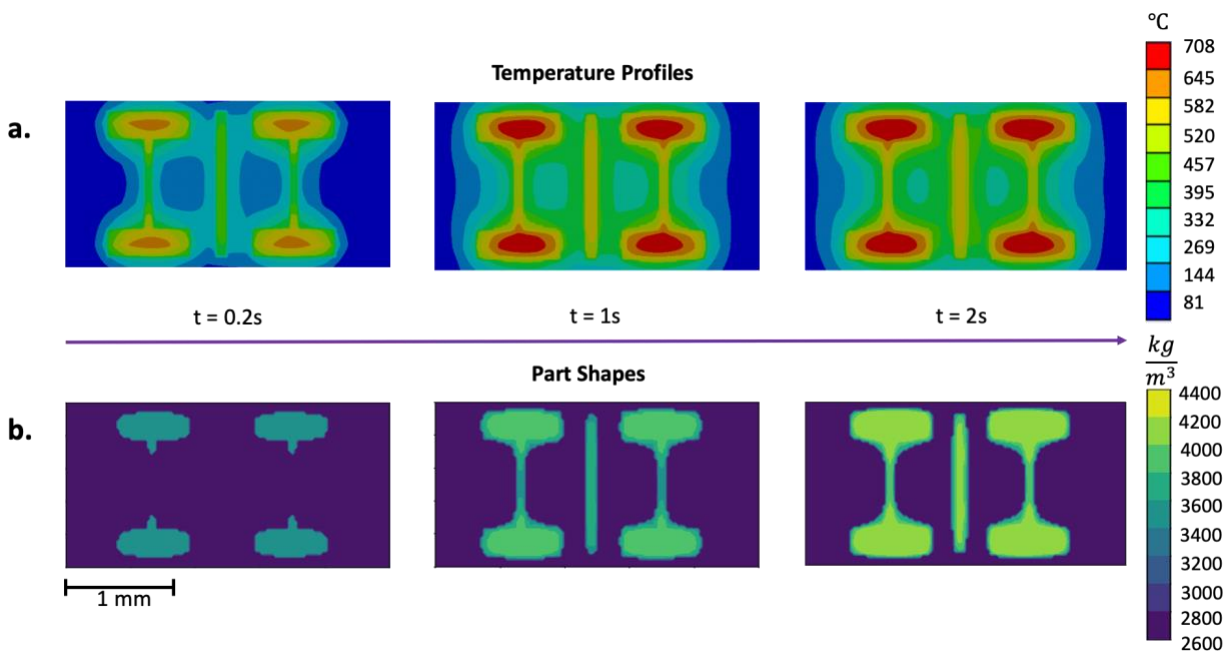 ℃
Temperature Profiles
a.
708
645
582
520
457
395
332
269
144
81
t = 0.2s
t = 1s
t = 2s
kg
m³
Part Shapes
b.
4400
4200
4000
3800
3600
3400
3200
3000
2800
2600
1 mm